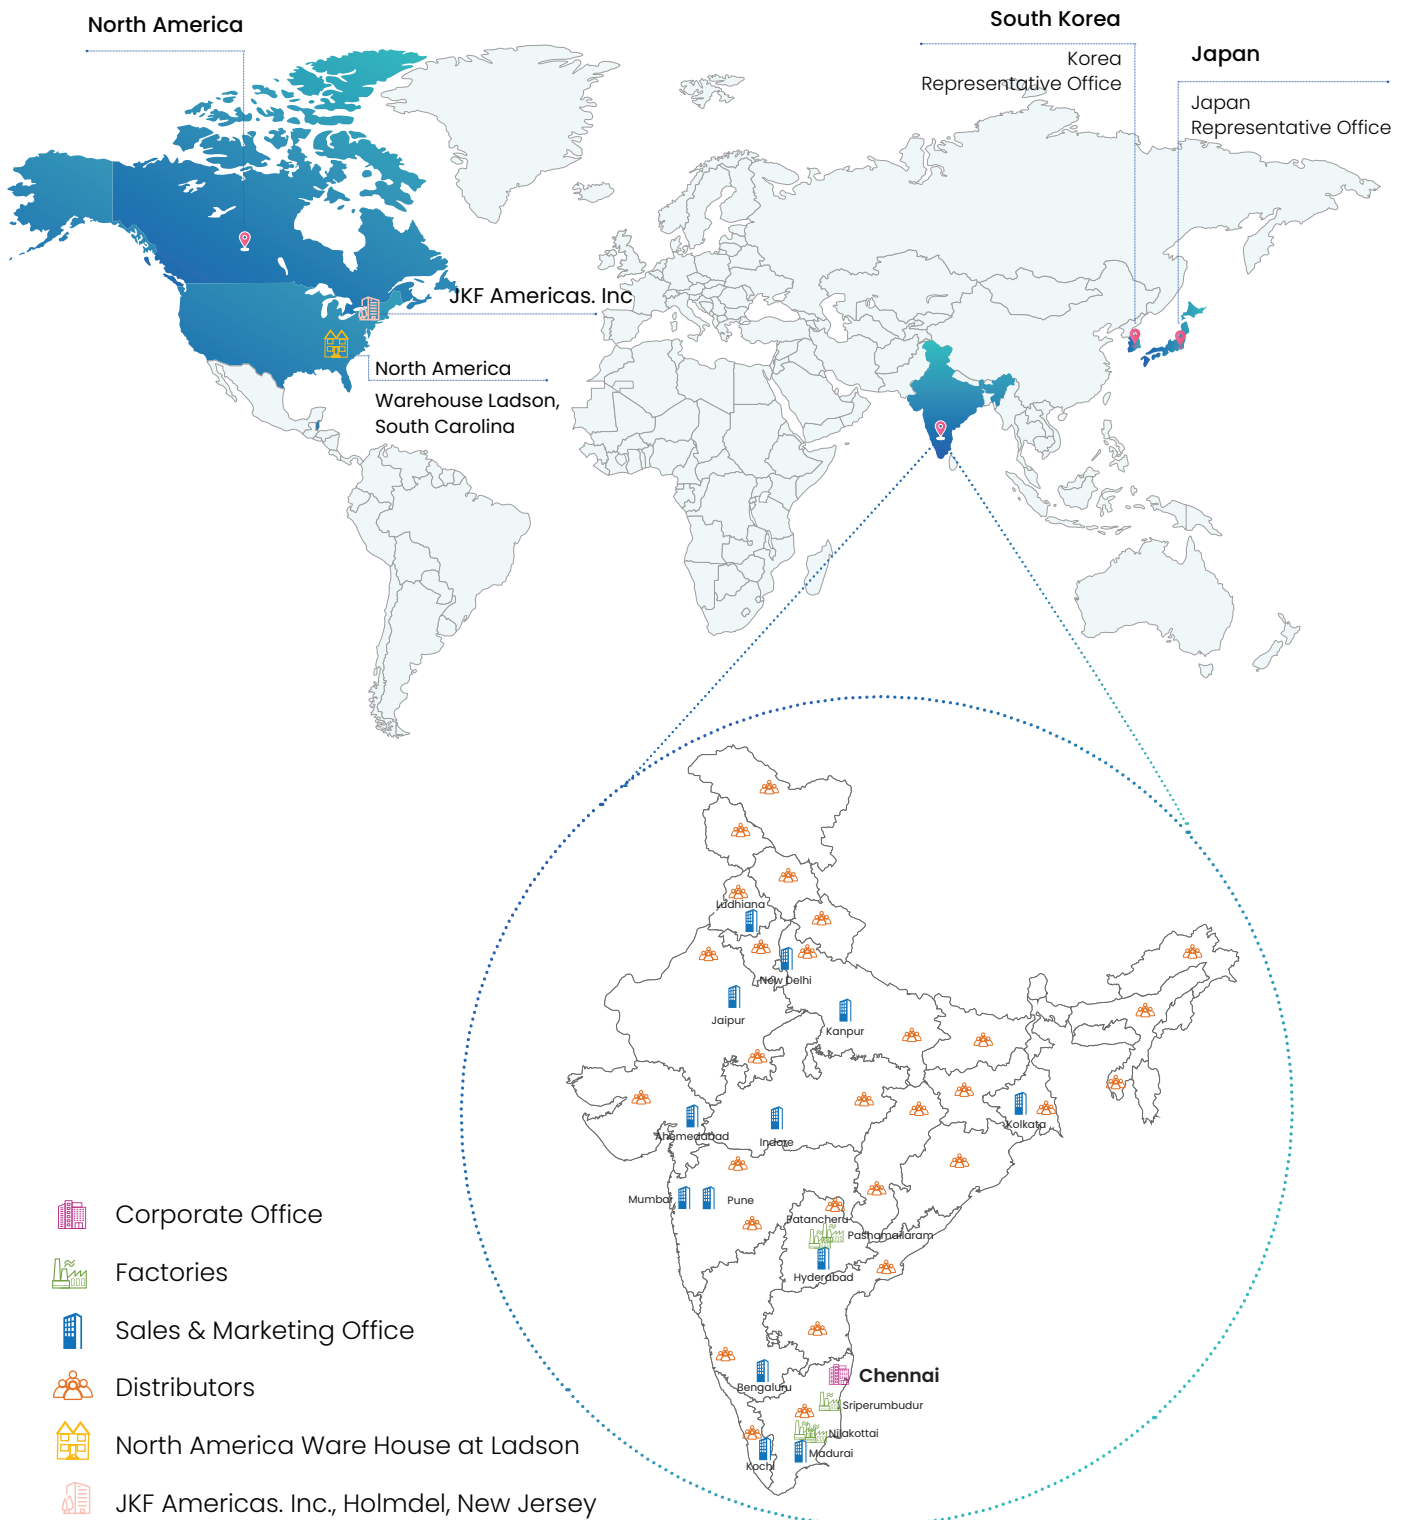 North America
South Korea
Korea
Representative Office
Japan
Japan
Representative Office
JKF Americas. Inc
North America
Warehouse Ladson,
South Carolina
Ludhiana
New Delhi
Jaipur
Kanpur
Ahemedabad
Indore
Kolkata
Mumbai
Pune
Patancheru
Pashamailaram
Hyderabad
Chennai
Bengaluru
Sriperumbudur
Nilakottai
Madurai
Kochi
Corporate Office
Factories
Sales & Marketing Office
Distributors
North America Ware House at Ladson
JKF Americas. Inc., Holmdel, New Jersey